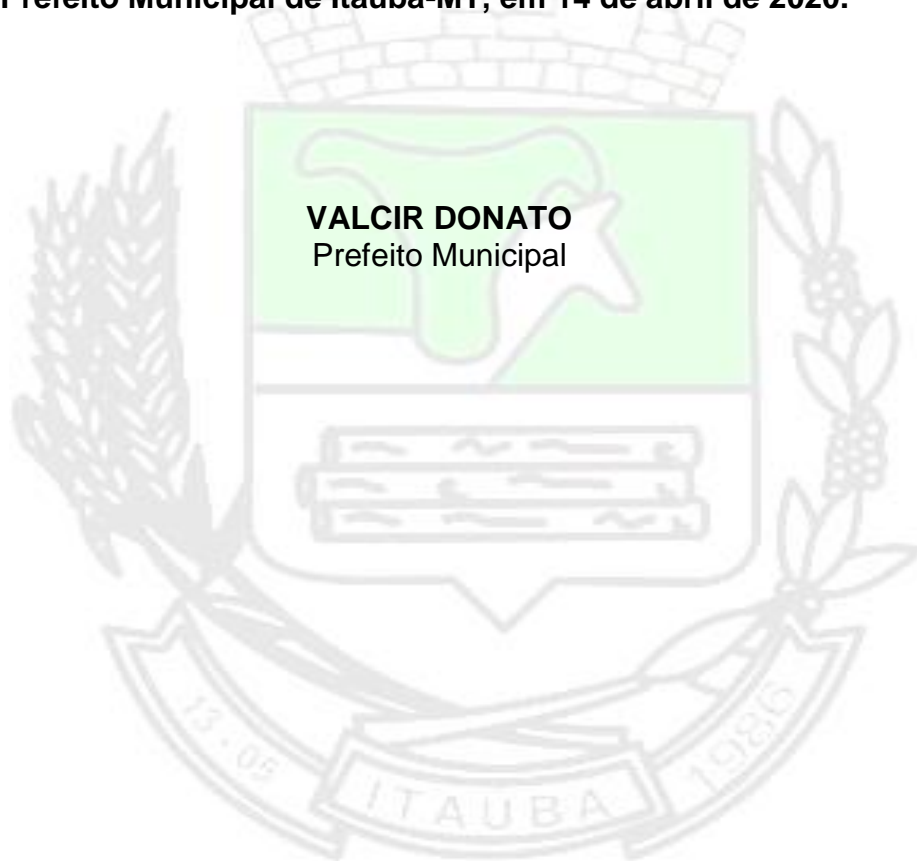 Prefeito Municipal de Itaúba-MT, em 14 de abril de 2020.
VALCIR DONATO
Prefeito Municipal
13 - 05
ITAUBA
1986